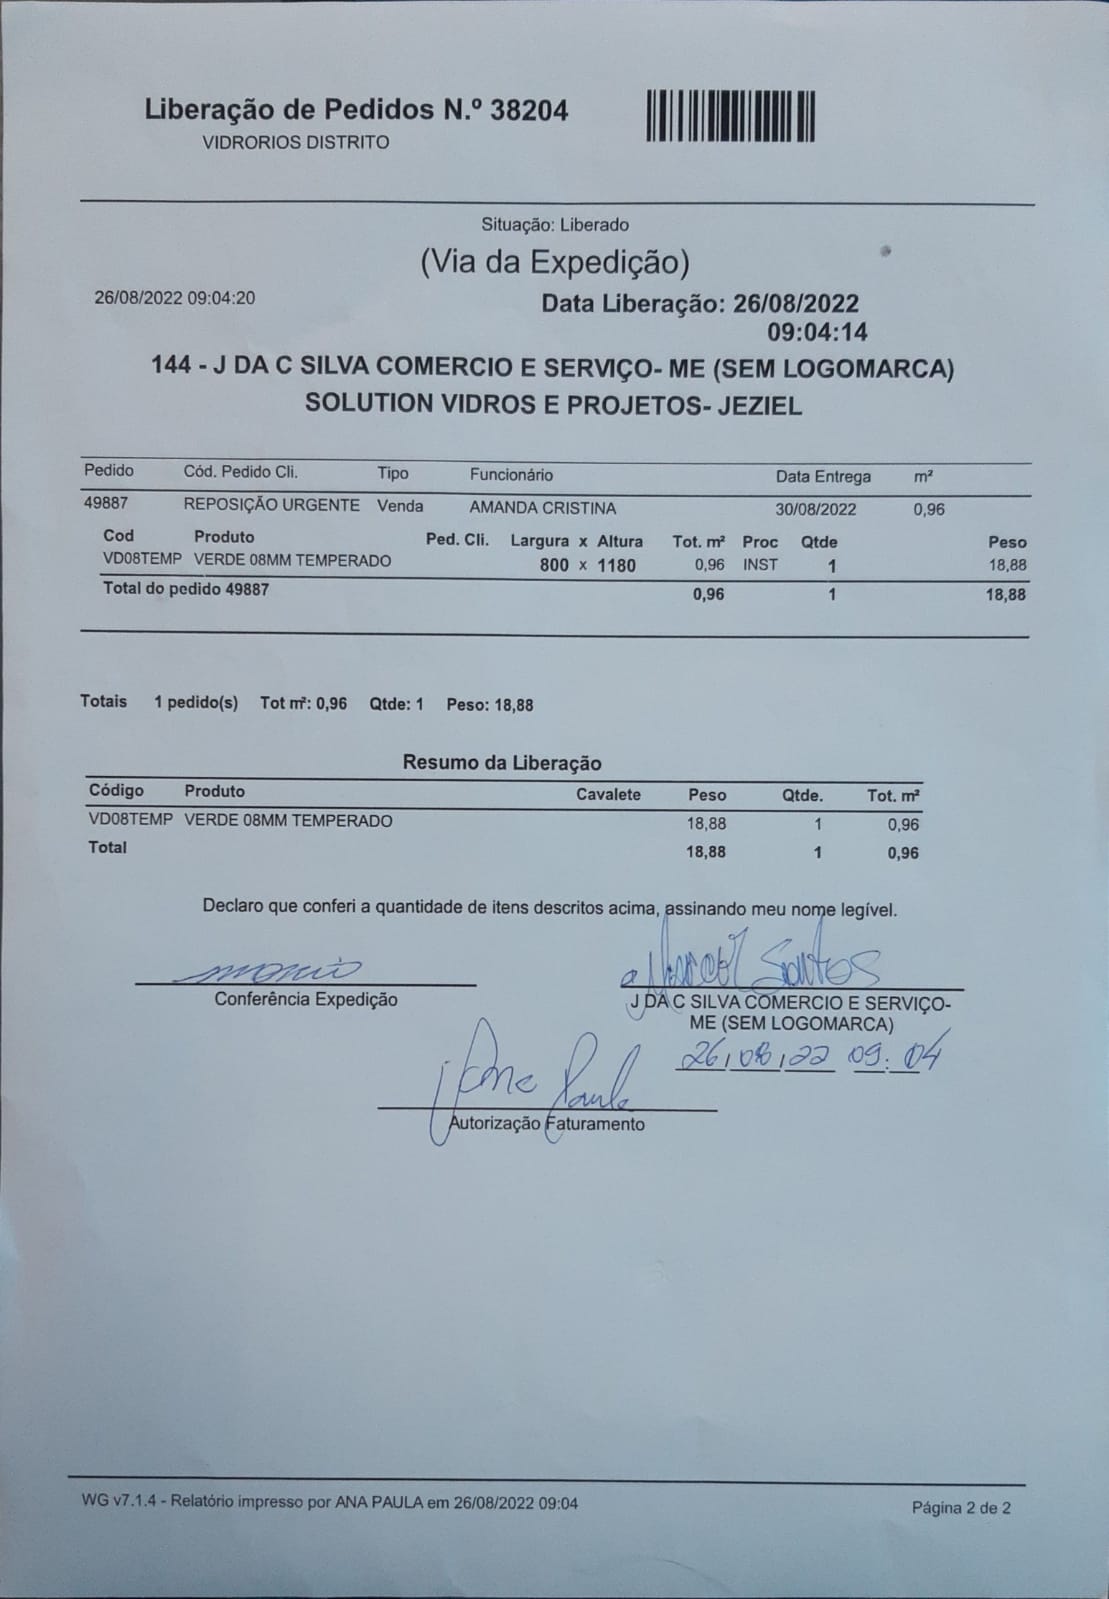 Liberação de Pedidos N.º 38204
VIDRORIOS DISTRITO
Situação: Liberado
(Via da Expedição)
26/08/2022 09:04:20
Data Liberação: 26/08/2022
09:04:14
144 - J DA C SILVA COMERCIO E SERVIÇO- ME (SEM LOGOMARCA)
SOLUTION VIDROS E PROJETOS- JEZIEL
Pedido Cód. Pedido Cli. Tipo Funcionário Data Entrega m²
49887 REPOSIÇÃO URGENTE Venda AMANDA CRISTINA 30/08/2022 0,96
Cod Produto Ped. Cli. Largura x Altura Tot. m² Proc Qtde Peso
VD08TEMP VERDE 08MM TEMPERADO 800 x 1180 0,96 INST 1 18,88
Total do pedido 49887 0,96 1 18,88
Totais 1 pedido(s) Tot m²: 0,96 Qtde: 1 Peso: 18,88
Resumo da Liberação
Código Produto Cavalete Peso Qtde. Tot. m²
VD08TEMP VERDE 08MM TEMPERADO 18,88 1 0,96
Total 18,88 1 0,96
Declaro que conferi a quantidade de itens descritos acima, assinando meu nome legível.
Santos
Conferência Expedição
J DA C SILVA COMERCIO E SERVIÇO-
ME (SEM LOGOMARCA)
26/08/22 09:04
Ana Paula
Autorização Faturamento
WG v7.1.4 - Relatório impresso por ANA PAULA em 26/08/2022 09:04
Página 2 de 2